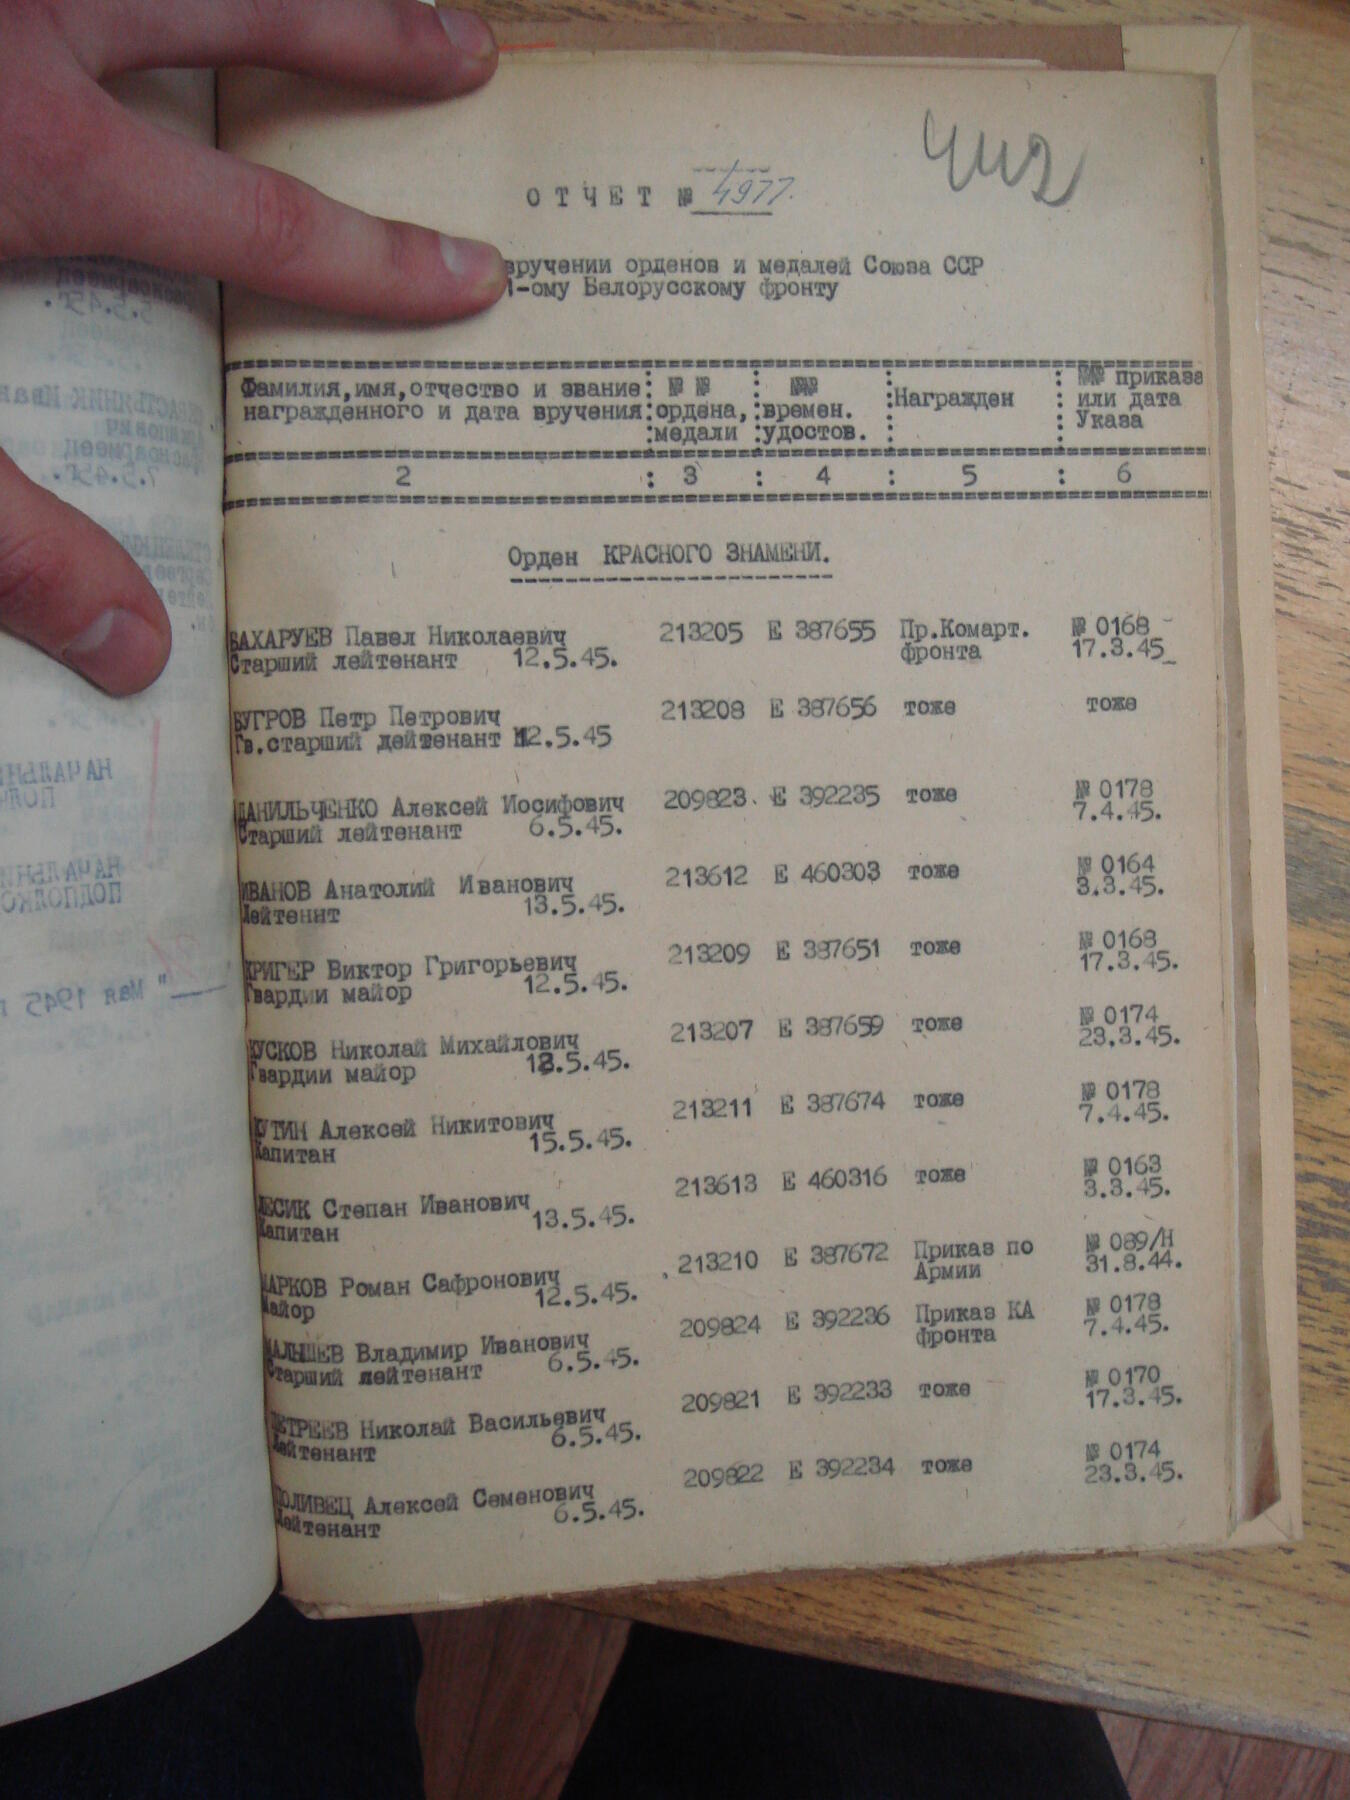 442
ОТЧЕТ № 4977.
вручении орденов и медалей Союза ССР
1-ому Белорусскому фронту
Фамилия,имя,отчество и звание : № № : №№ : Награжден : №№ приказа
награжденного и дата вручения : ордена, : времен. : или дата
медали : удостов. : Указа
2 : 3 : 4 : 5 : 6
Орден КРАСНОГО ЗНАМЕНИ.
БАХАРУЕВ Павел Николаевич 213205 Е 387655 Пр.Комарт. № 0168
Старший лейтенант 12.5.45. фронта 17.3.45
БУГРОВ Петр Петрович 213208 Е 387656 тоже тоже
Гв.старший дейтенант 12.5.45
ДАНИЛЬЧЕНКО Алексей Иосифович 209823 Е 392235 тоже № 0178
Старший лейтенант 6.5.45. 7.4.45.
ИВАНОВ Анатолий Иванович 213612 Е 460303 тоже № 0164
Лейтеннт 13.5.45. 3.3.45.
КРИГЕР Виктор Григорьевич 213209 Е 387651 тоже № 0168
Гвардии майор 12.5.45. 17.3.45.
КУСКОВ Николай Михайлович 213207 Е 387659 тоже № 0174
Гвардии майор .5.45. 23.3.45.
КУТИН Алексей Никитович 213211 Е 387674 тоже № 0178
Капитан 15.5.45. 7.4.45.
ЛЕСИК Степан Иванович 213613 Е 460316 тоже № 0163
Капитан 13.5.45. 3.3.45.
МАРКОВ Роман Сафронович 213210 Е 387672 Приказ по № 089/Н
Майор 12.5.45. Армии 31.8.44.
МАЛЫШЕВ Владимир Иванович 209824 Е 392236 Приказ КА № 0178
Старший лейтенант 6.5.45. фронта 7.4.45.
ПЕТРЕЕВ Николай Васильевич 209821 Е 392233 тоже № 0170
Лейтенант 6.5.45. 17.3.45.
ПОЛИВЕЦ Алексей Семенович 209822 Е 392234 тоже № 0174
Лейтенант 6.5.45. 23.3.45.